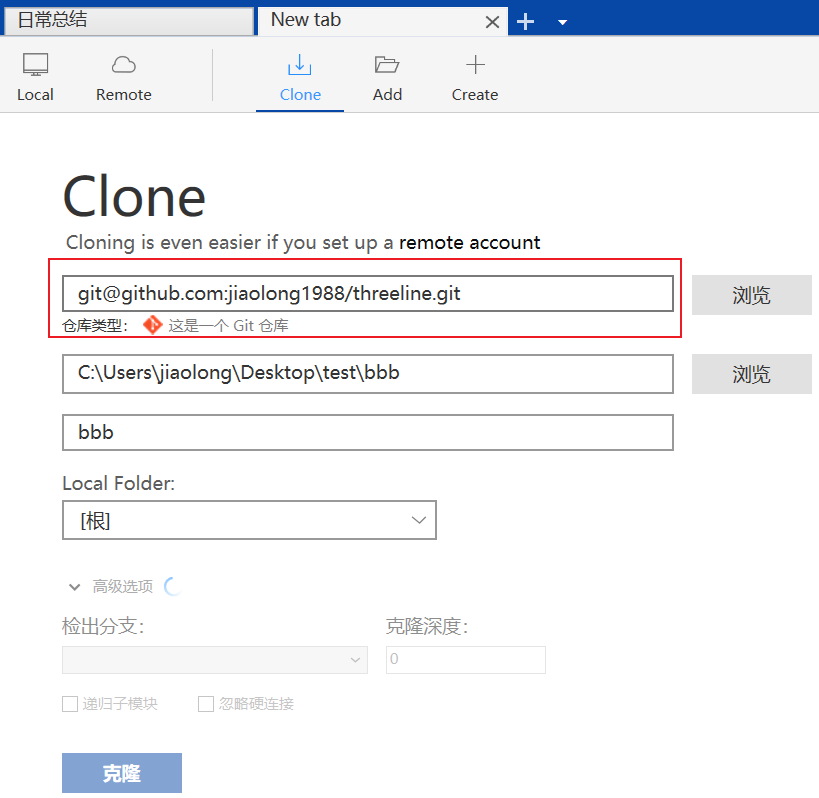 日常总结
New tab
Local Remote Clone Add Create
Clone
Cloning is even easier if you set up a remote account
git@github.com:jiaolong1988/threeline.git 浏览
仓库类型： 这是一个 Git 仓库
C:\Users\jiaolong\Desktop\test\bbb 浏览
bbb
Local Folder:
[根]
高级选项
检出分支： 克隆深度：
0
递归子模块 忽略硬连接
克隆